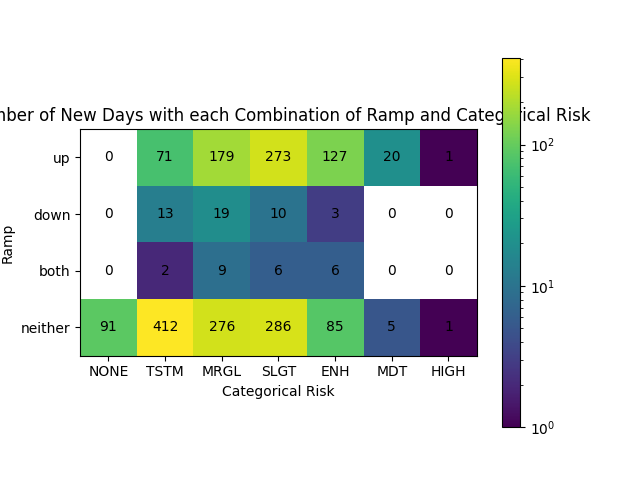 of New Days with each Combination of Ramp and Categorical Risk
up 0 71 179 273 127 20 1
down 0 13 19 10 3 0 0
both 0 2 9 6 6 0 0
neither 91 412 276 286 85 5 1
NONE TSTM MRGL SLGT ENH MDT HIGH
Categorical Risk
Ramp
10²
10¹
10⁰